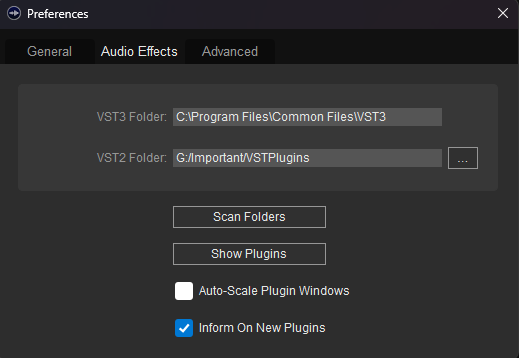 Preferences
General Audio Effects Advanced
VST3 Folder: C:\Program Files\Common Files\VST3
VST2 Folder: G:/Important/VSTPlugins ...
Scan Folders
Show Plugins
Auto-Scale Plugin Windows
Inform On New Plugins